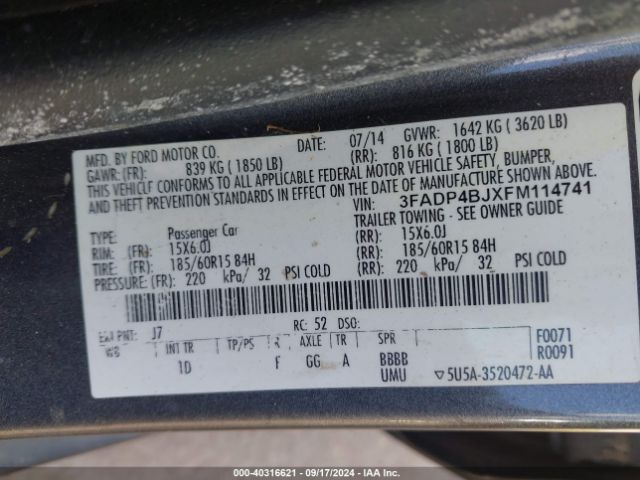 MFD. BY FORD MOTOR CO. DATE: 07/14 GVWR: 1642 KG ( 3620 LB)
GAWR: (FR): 839 KG ( 1850 LB) (RR): 816 KG ( 1800 LB)
THIS VEHICLE CONFORMS TO ALL APPLICABLE FEDERAL MOTOR VEHICLE SAFETY, BUMPER,
AND THEFT PREVENTION STANDARDS IN EFFECT ON THE DATE OF MANUFACTURE SHOWN ABOVE.
VIN: 3FADP4BJXFM114741
TYPE: Passenger Car TRAILER TOWING - SEE OWNER GUIDE
RIM: (FR): 15X6.0J (RR): 15X6.0J
TIRE: (FR): 185/60R15 84H (RR): 185/60R15 84H
PRESSURE: (FR): 220 kPa/ 32 PSI COLD (RR): 220 kPa/ 32 PSI COLD
PNT: J7 RC: 52 DSO: F0071
WB INT TR TP/PS R AXLE TR SPR R0091
1D F GG A BBBB
UMU ▽5U5A-3520472-AA
000-40316621 - 09/17/2024 - IAA Inc.